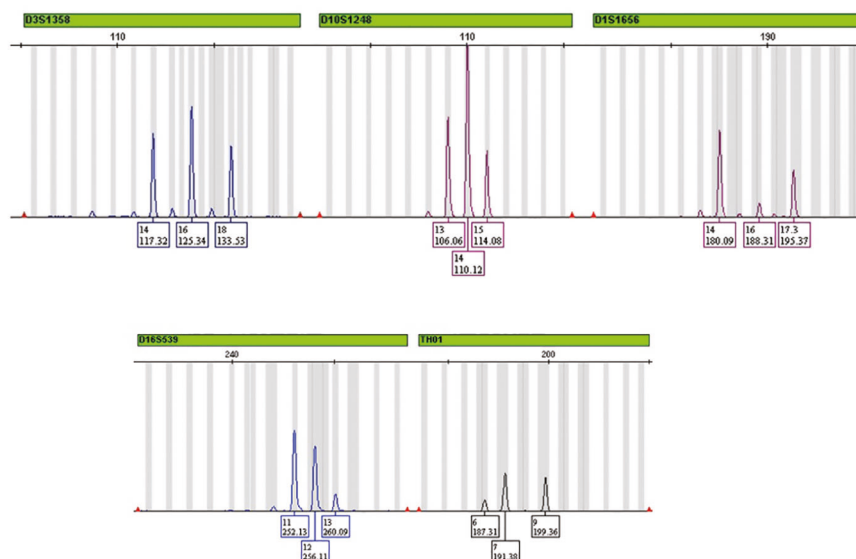 D3S1358 D10S1248 D1S1656
110 110 190
14 16 18 13 15 14 16 17.3
117.32 125.34 133.53 106.06 114.08 180.09 188.31 195.37
14
110.12
D16S539 TH01
240 200
11 13 6 9
252.13 260.09 187.31 199.36
12 7
256.11 191.38